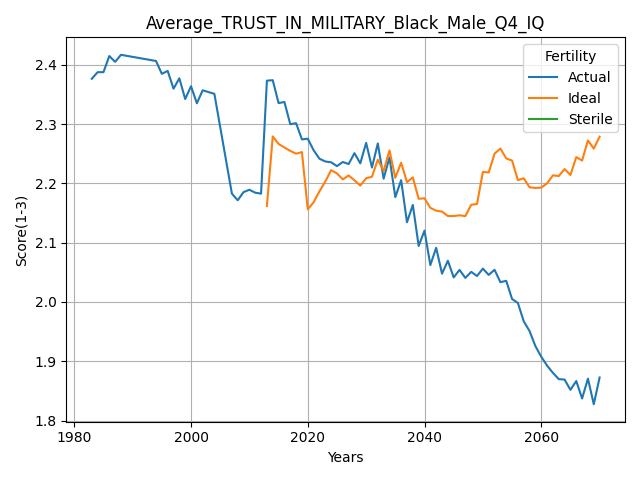 Average_TRUST_IN_MILITARY_Black_Male_Q4_IQ
Fertility
Actual
Ideal
Sterile
Score(1-3)
2.4
2.3
2.2
2.1
2.0
1.9
1.8
1980
2000
2020
2040
2060
Years